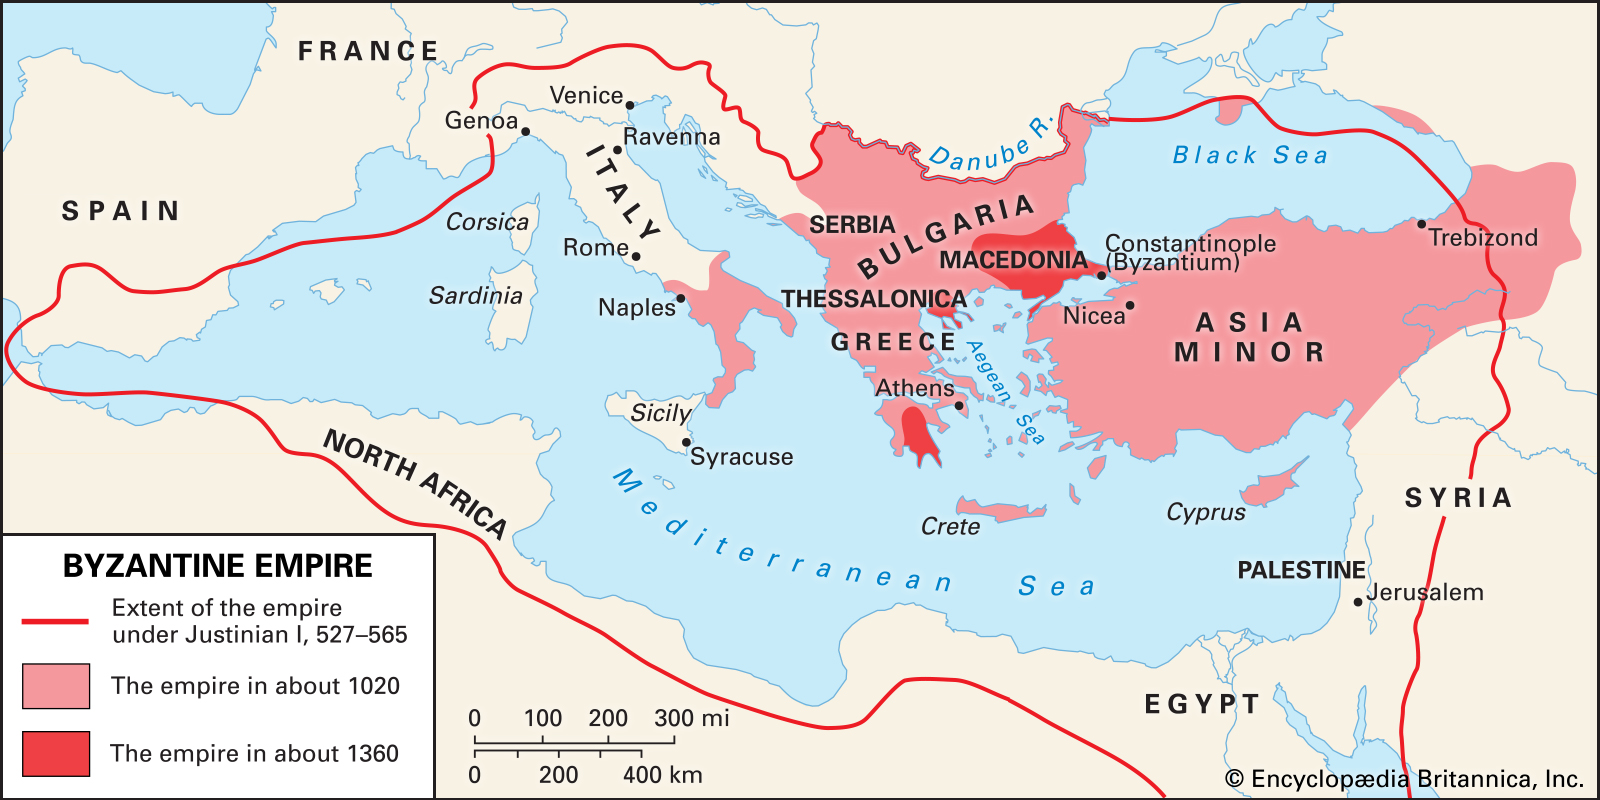 FRANCE
Venice
Genoa
Ravenna
ITALY
SPAIN
Corsica
Rome
Sardinia
Naples
Danube R.
Black Sea
SERBIA
BULGARIA
MACEDONIA
Constantinople
(Byzantium)
Trebizond
THESSALONICA
Nicea
GREECE
ASIA
MINOR
Aegean Sea
Athens
Sicily
Syracuse
NORTH AFRICA
Mediterranean Sea
Crete
Cyprus
SYRIA
PALESTINE
Jerusalem
EGYPT
BYZANTINE EMPIRE
Extent of the empire
under Justinian I, 527–565
The empire in about 1020
The empire in about 1360
0 100 200 300 mi
0 200 400 km
© Encyclopædia Britannica, Inc.